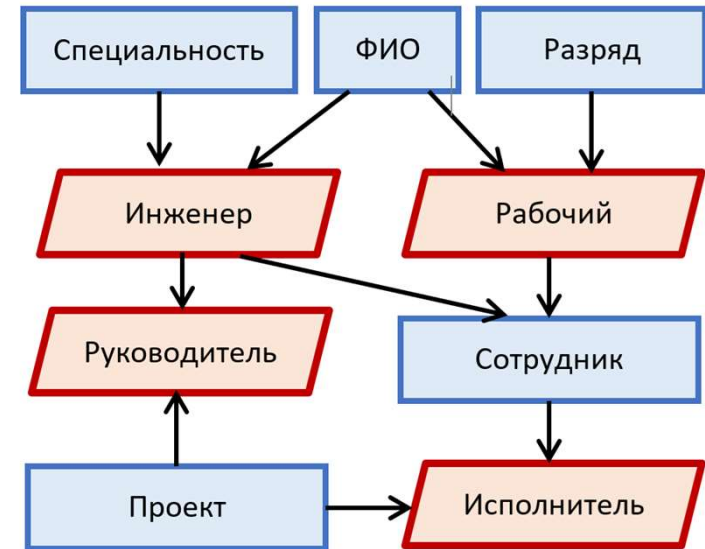 Специальность
ФИО
Разряд
Инженер
Рабочий
Руководитель
Сотрудник
Проект
Исполнитель